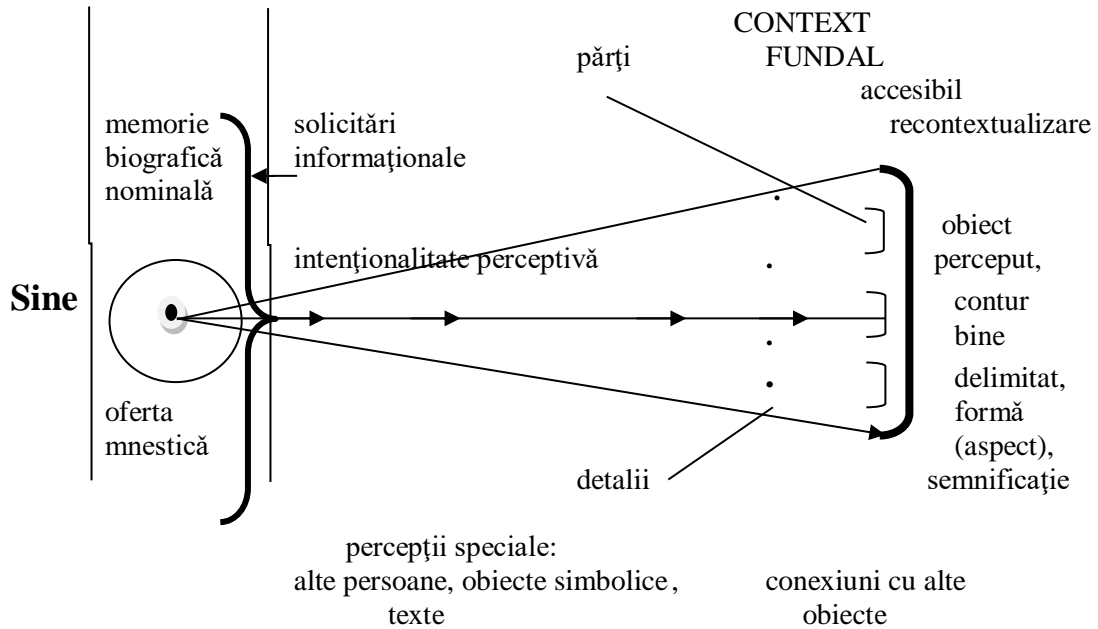 CONTEXT
FUNDAL
părţi
accesibil
recontextualizare
memorie
biografică
nominală
solicitări
informaţionale
obiect
perceput,
intenţionalitate perceptivă
Sine
contur
bine
delimitat,
formă
(aspect),
semnificaţie
oferta
mnestică
detalii
percepţii speciale:
alte persoane, obiecte simbolice,
texte
conexiuni cu alte
obiecte